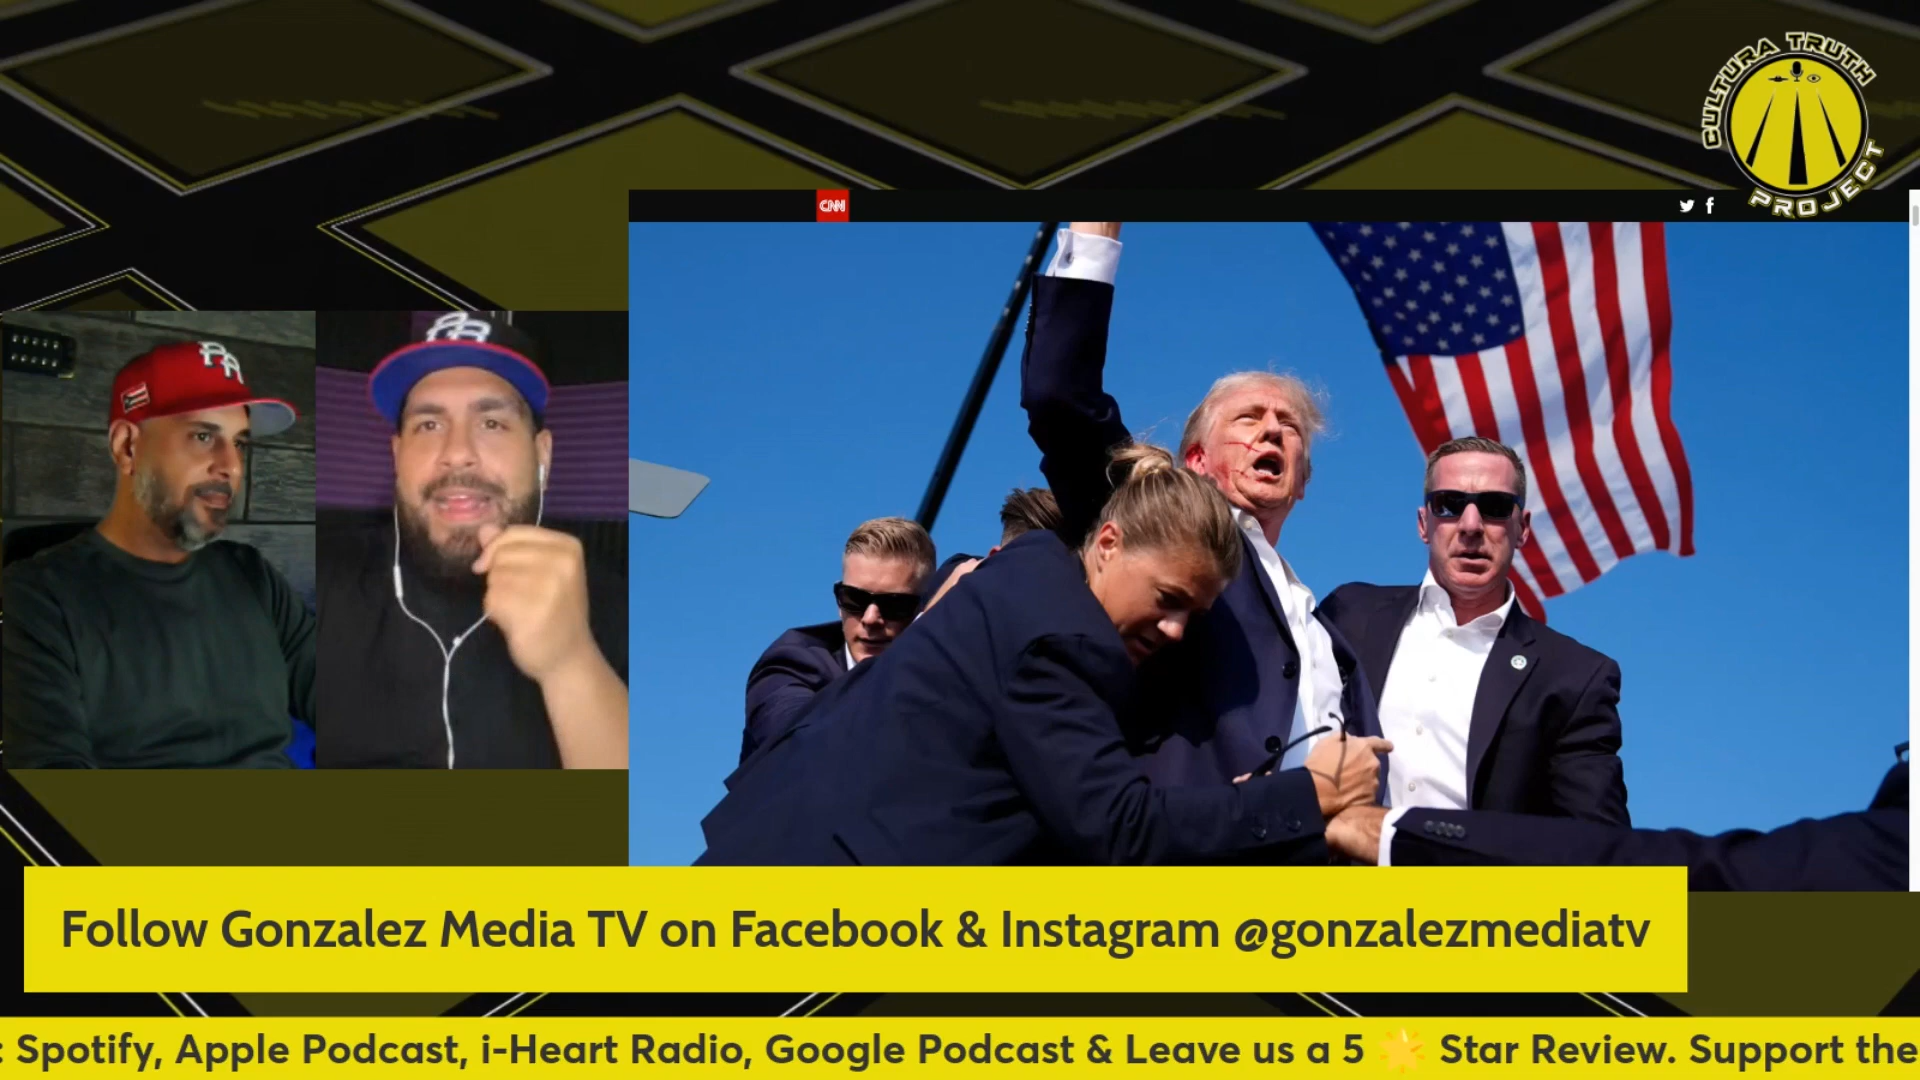 CULTURA TRUTH
PROJECT
CNN
PR
Follow Gonzalez Media TV on Facebook & Instagram @gonzalezmediatv
: Spotify, Apple Podcast, i-Heart Radio, Google Podcast & Leave us a 5 🌟 Star Review. Support the